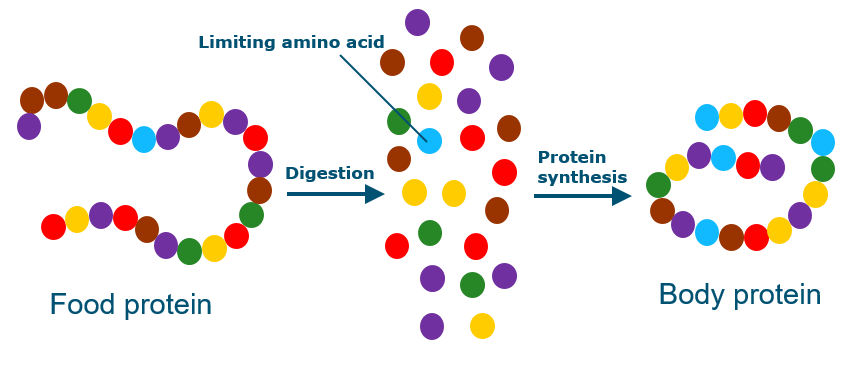 Limiting amino acid
Digestion
Protein
synthesis
Food protein
Body protein